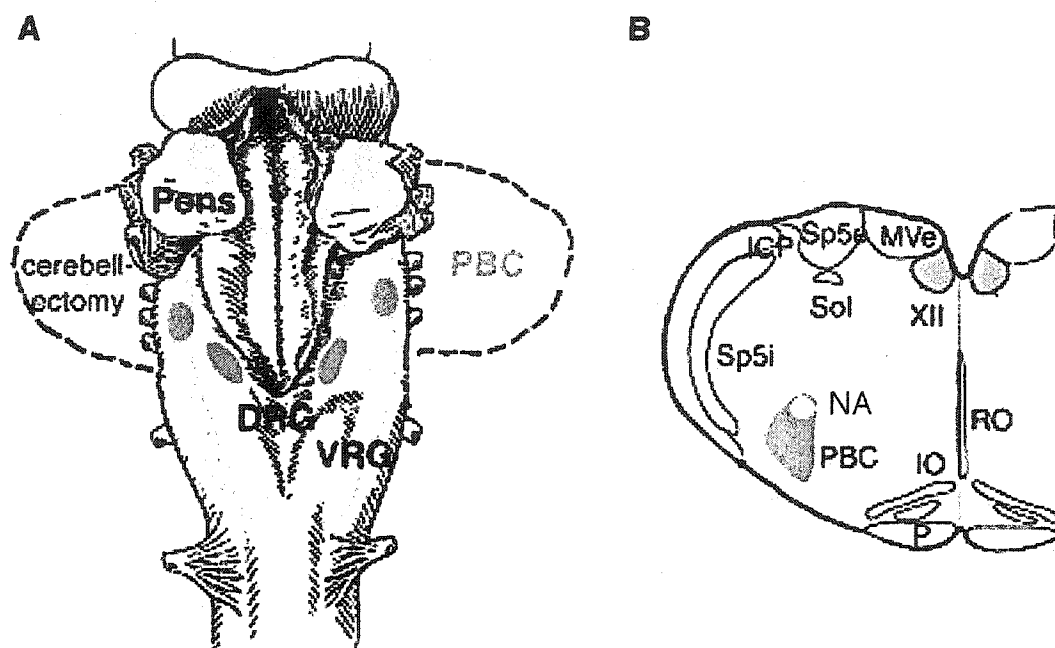 A
Pons
cerebell-
ectomy
PBC
DRG
VRG
B
ICP
Sp5e
MVe
Sol
XII
Sp5i
NA
PBC
RO
IO
P